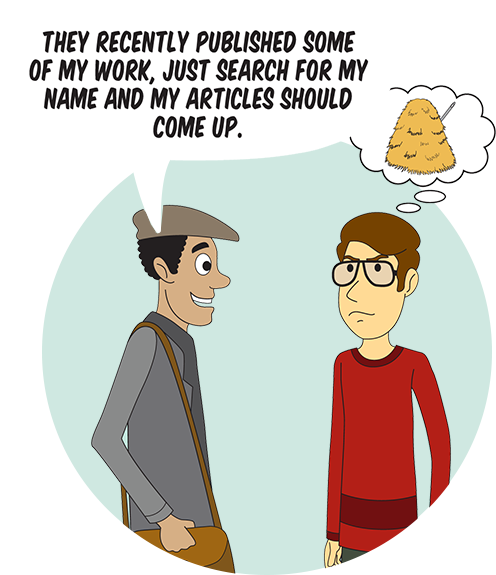 THEY RECENTLY PUBLISHED SOME
OF MY WORK, JUST SEARCH FOR MY
NAME AND MY ARTICLES SHOULD
COME UP.